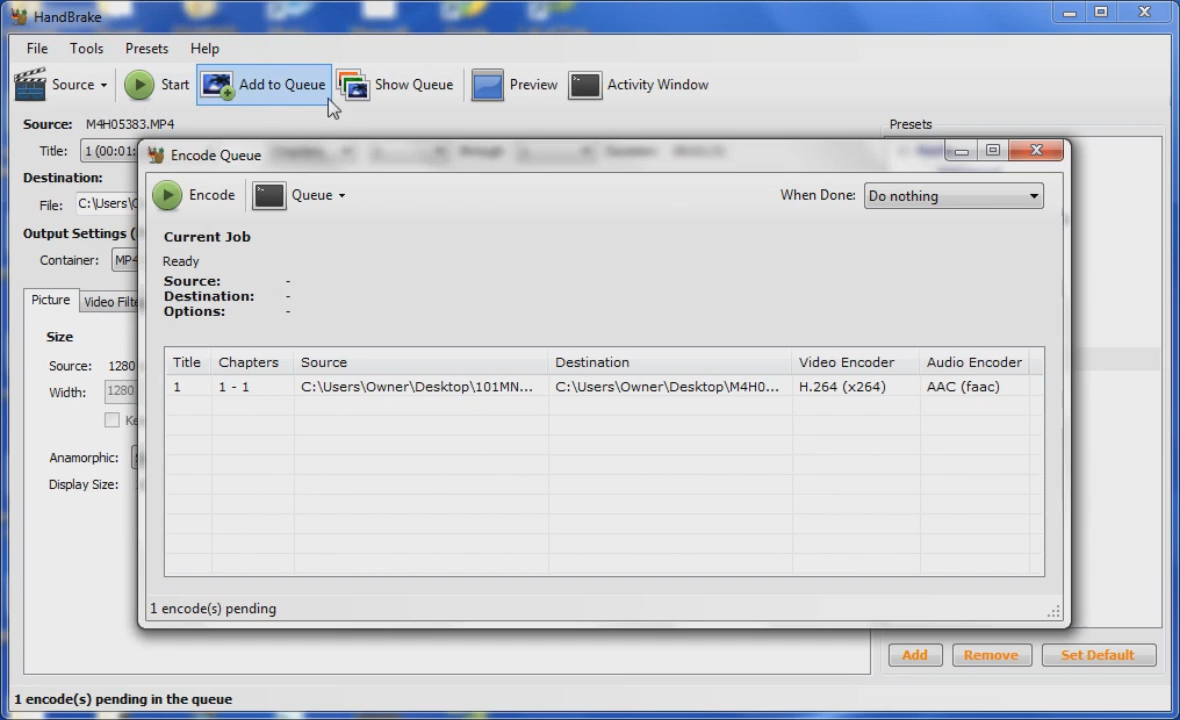 HandBrake
File Tools Presets Help
Source Start Add to Queue Show Queue Preview Activity Window
Source: M4H05383.MP4
Presets
Title: 1 (00:01:
Encode Queue
Destination:
Encode Queue When Done: Do nothing
File: C:\Users\O
Output Settings (
Current Job
Container: MP4
Ready
Source: -
Destination: -
Options: -
Picture Video Filte
Size
Title Chapters Source Destination Video Encoder Audio Encoder
Source: 1280
1 1 - 1 C:\Users\Owner\Desktop\101MN... C:\Users\Owner\Desktop\M4H0... H.264 (x264) AAC (faac)
Width: 1280
Ke
Anamorphic:
Display Size:
1 encode(s) pending
Add Remove Set Default
1 encode(s) pending in the queue